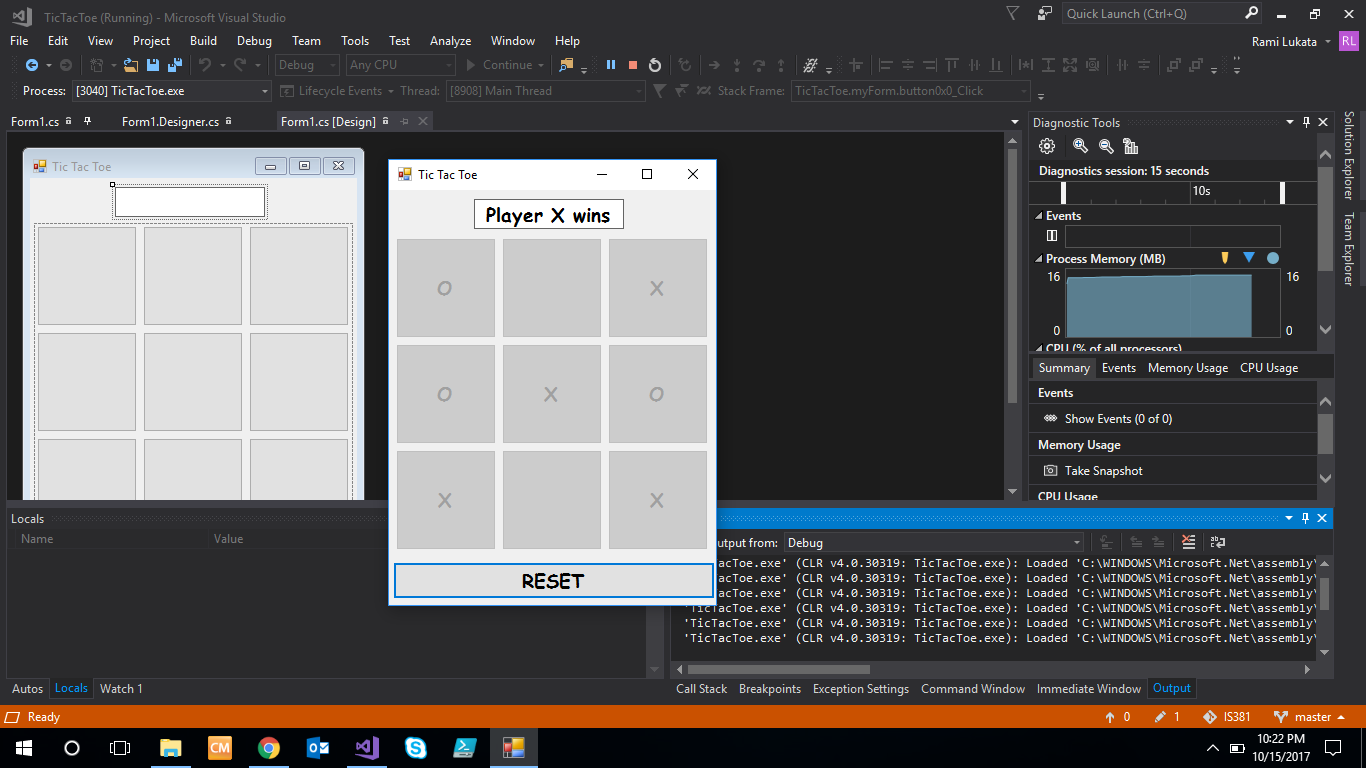 TicTacToe (Running) - Microsoft Visual Studio
Quick Launch (Ctrl+Q)
File Edit View Project Build Debug Team Tools Test Analyze Window Help
Rami Lukata RL
Debug Any CPU Continue
Process: [3040] TicTacToe.exe Lifecycle Events Thread: [8908] Main Thread Stack Frame: TicTacToe.myForm.button0x0_Click
Form1.cs Form1.Designer.cs Form1.cs [Design]
Tic Tac Toe
Tic Tac Toe
Player X wins
O X
O X O
X X
RESET
Diagnostic Tools
Diagnostics session: 15 seconds
10s
Events
Process Memory (MB)
16 16
0 0
CPU (% of all processors)
Summary Events Memory Usage CPU Usage
Events
Show Events (0 of 0)
Memory Usage
Take Snapshot
CPU Usage
Solution Explorer
Team Explorer
Locals
Name Value
utput from: Debug
acToe.exe' (CLR v4.0.30319: TicTacToe.exe): Loaded 'C:\WINDOWS\Microsoft.Net\assembly\
acToe.exe' (CLR v4.0.30319: TicTacToe.exe): Loaded 'C:\WINDOWS\Microsoft.Net\assembly\
acToe.exe' (CLR v4.0.30319: TicTacToe.exe): Loaded 'C:\WINDOWS\Microsoft.Net\assembly\
'TicTacToe.exe' (CLR v4.0.30319: TicTacToe.exe): Loaded 'C:\WINDOWS\Microsoft.Net\assembly\
'TicTacToe.exe' (CLR v4.0.30319: TicTacToe.exe): Loaded 'C:\WINDOWS\Microsoft.Net\assembly\
'TicTacToe.exe' (CLR v4.0.30319: TicTacToe.exe): Loaded 'C:\WINDOWS\Microsoft.Net\assembly\
Autos Locals Watch 1
Call Stack Breakpoints Exception Settings Command Window Immediate Window Output
Ready
0 1 IS381 master
CM
10:22 PM
10/15/2017